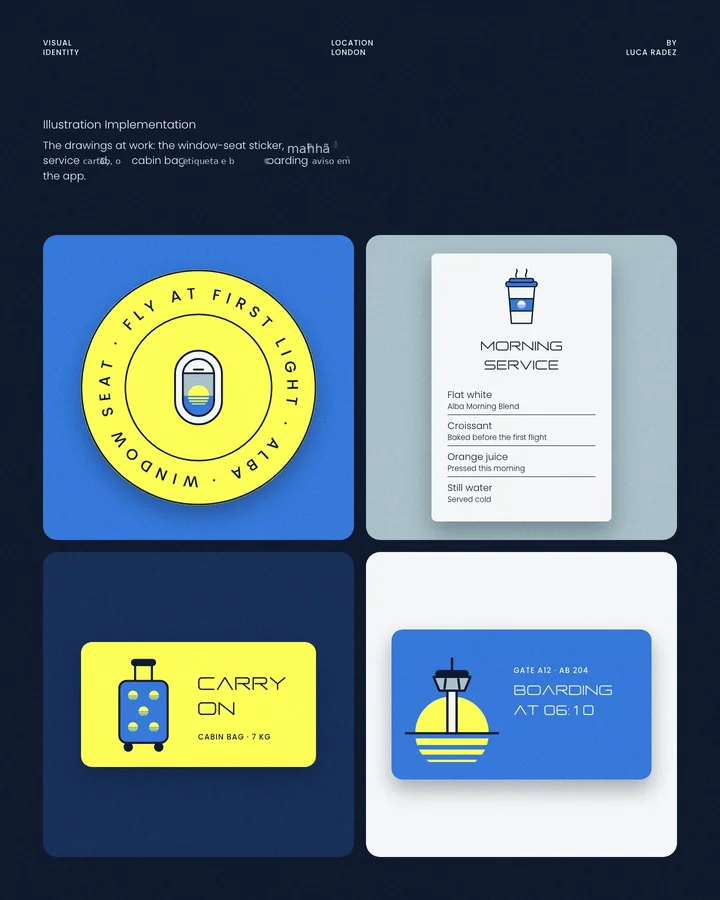 VISUAL
IDENTITY
LOCATION
LONDON
BY
LUCA RADEZ
Illustration Implementation
The drawings at work: the window-seat sticker,
service cabin bag etiqueta e b oarding aviso em
the app.
FLY AT FIRST LIGHT · ALBA · WINDOW SEAT ·
MORNING
SERVICE
Flat white
Alba Morning Blend
Croissant
Baked before the first flight
Orange juice
Pressed this morning
Still water
Served cold
CARRY
ON
CABIN BAG · 7 KG
GATE A12 · AB 204
BOARDING
AT 06:10